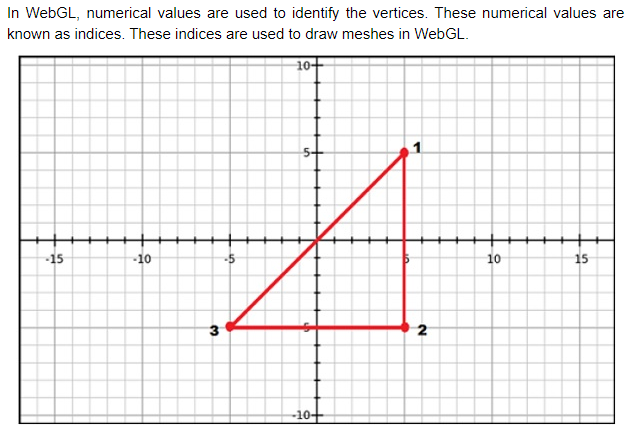 In WebGL, numerical values are used to identify the vertices. These numerical values are
known as indices. These indices are used to draw meshes in WebGL.
10
5
1
-15 -10 -5 5 10 15
3 -5 2
-10